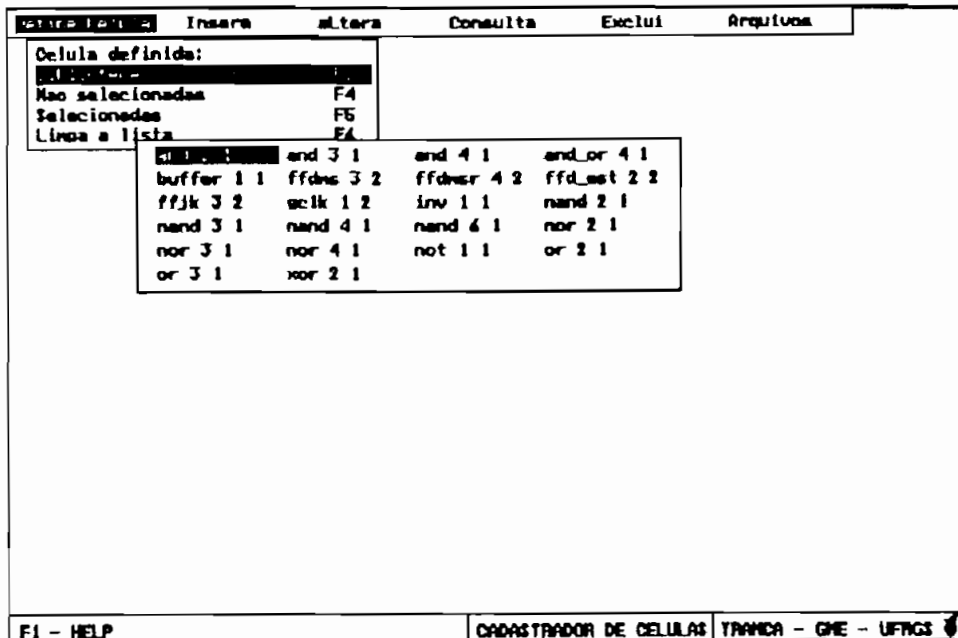 Insere aLtera Consulta Exclui Arquivos
Celula definida:
Nao selecionadas F4
Selecionadas F5
Limpa a lista F6
and 3 1 and 4 1 and_or 4 1
buffer 1 1 ffdms 3 2 ffdmsr 4 2 ffd_est 2 2
ffjk 3 2 gclk 1 2 inv 1 1 nand 2 1
nand 3 1 nand 4 1 nand 6 1 nor 2 1
nor 3 1 nor 4 1 not 1 1 or 2 1
or 3 1 xor 2 1
F1 - HELP CADASTRADOR DE CELULAS TRANCA - GME - UFRGS